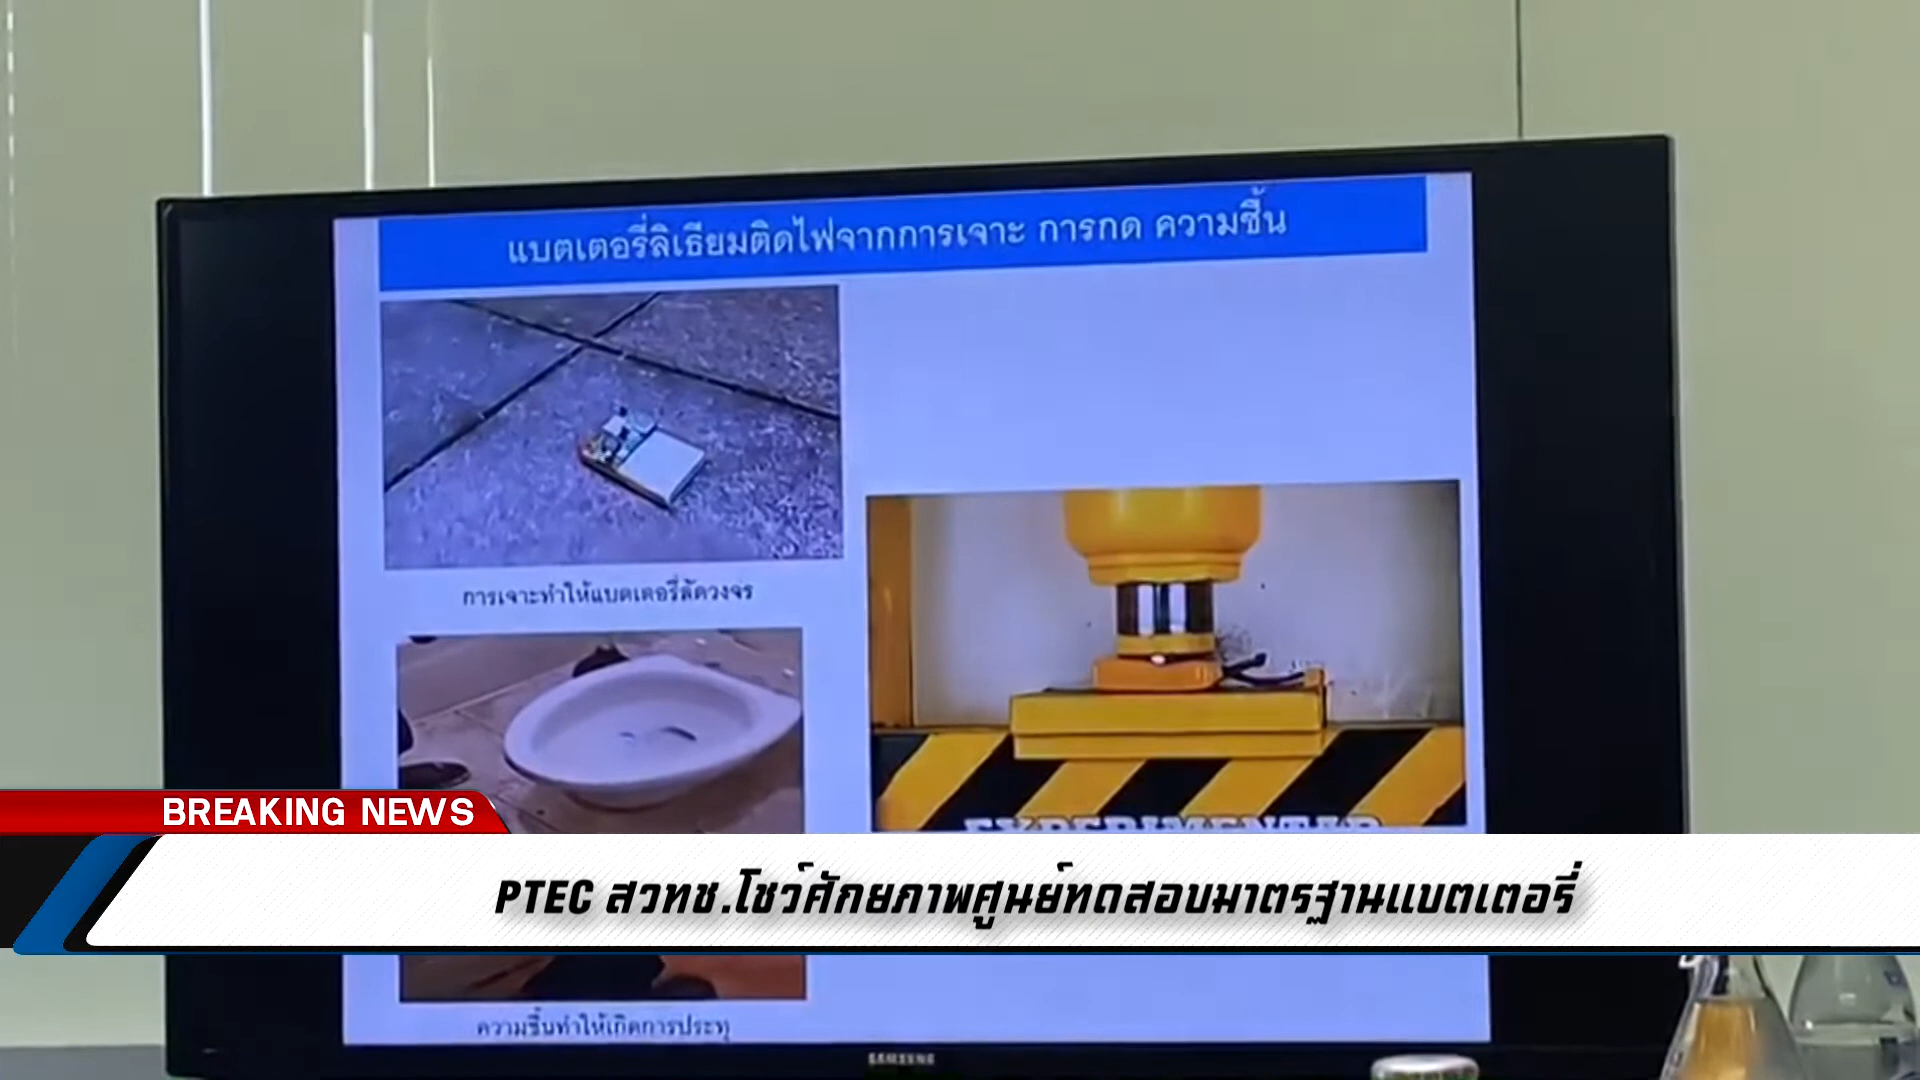 แบตเตอรี่ลิเธียมติดไฟจากการเจาะ การกด ความชื้น
การเจาะทำให้แบตเตอรี่ลัดวงจร
ความชื้นทำให้เกิดการประทุ
SAMSUNG
BREAKING NEWS
PTEC สวทช.โชว์ศักยภาพศูนย์ทดสอบมาตรฐานแบตเตอรี่